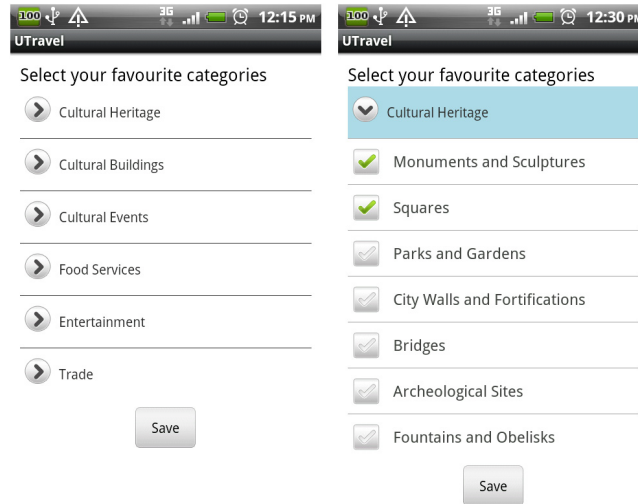 100 3G 12:15 PM
UTravel
Select your favourite categories
Cultural Heritage
Cultural Buildings
Cultural Events
Food Services
Entertainment
Trade
Save
100 3G 12:30 PM
UTravel
Select your favourite categories
Cultural Heritage
Monuments and Sculptures
Squares
Parks and Gardens
City Walls and Fortifications
Bridges
Archeological Sites
Fountains and Obelisks
Save